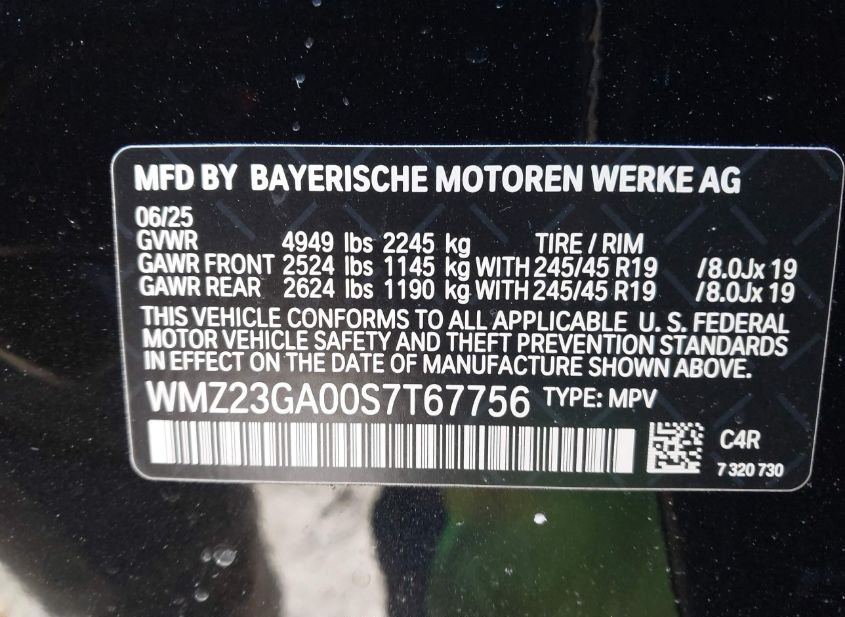 MFD BY BAYERISCHE MOTOREN WERKE AG
06/25
GVWR 4949 lbs 2245 kg TIRE / RIM
GAWR FRONT 2524 lbs 1145 kg WITH 245/45 R19 /8.0Jx 19
GAWR REAR 2624 lbs 1190 kg WITH 245/45 R19 /8.0Jx 19
THIS VEHICLE CONFORMS TO ALL APPLICABLE U. S. FEDERAL
MOTOR VEHICLE SAFETY AND THEFT PREVENTION STANDARDS
IN EFFECT ON THE DATE OF MANUFACTURE SHOWN ABOVE.
WMZ23GA00S7T67756 TYPE: MPV
C4R
7 320 730